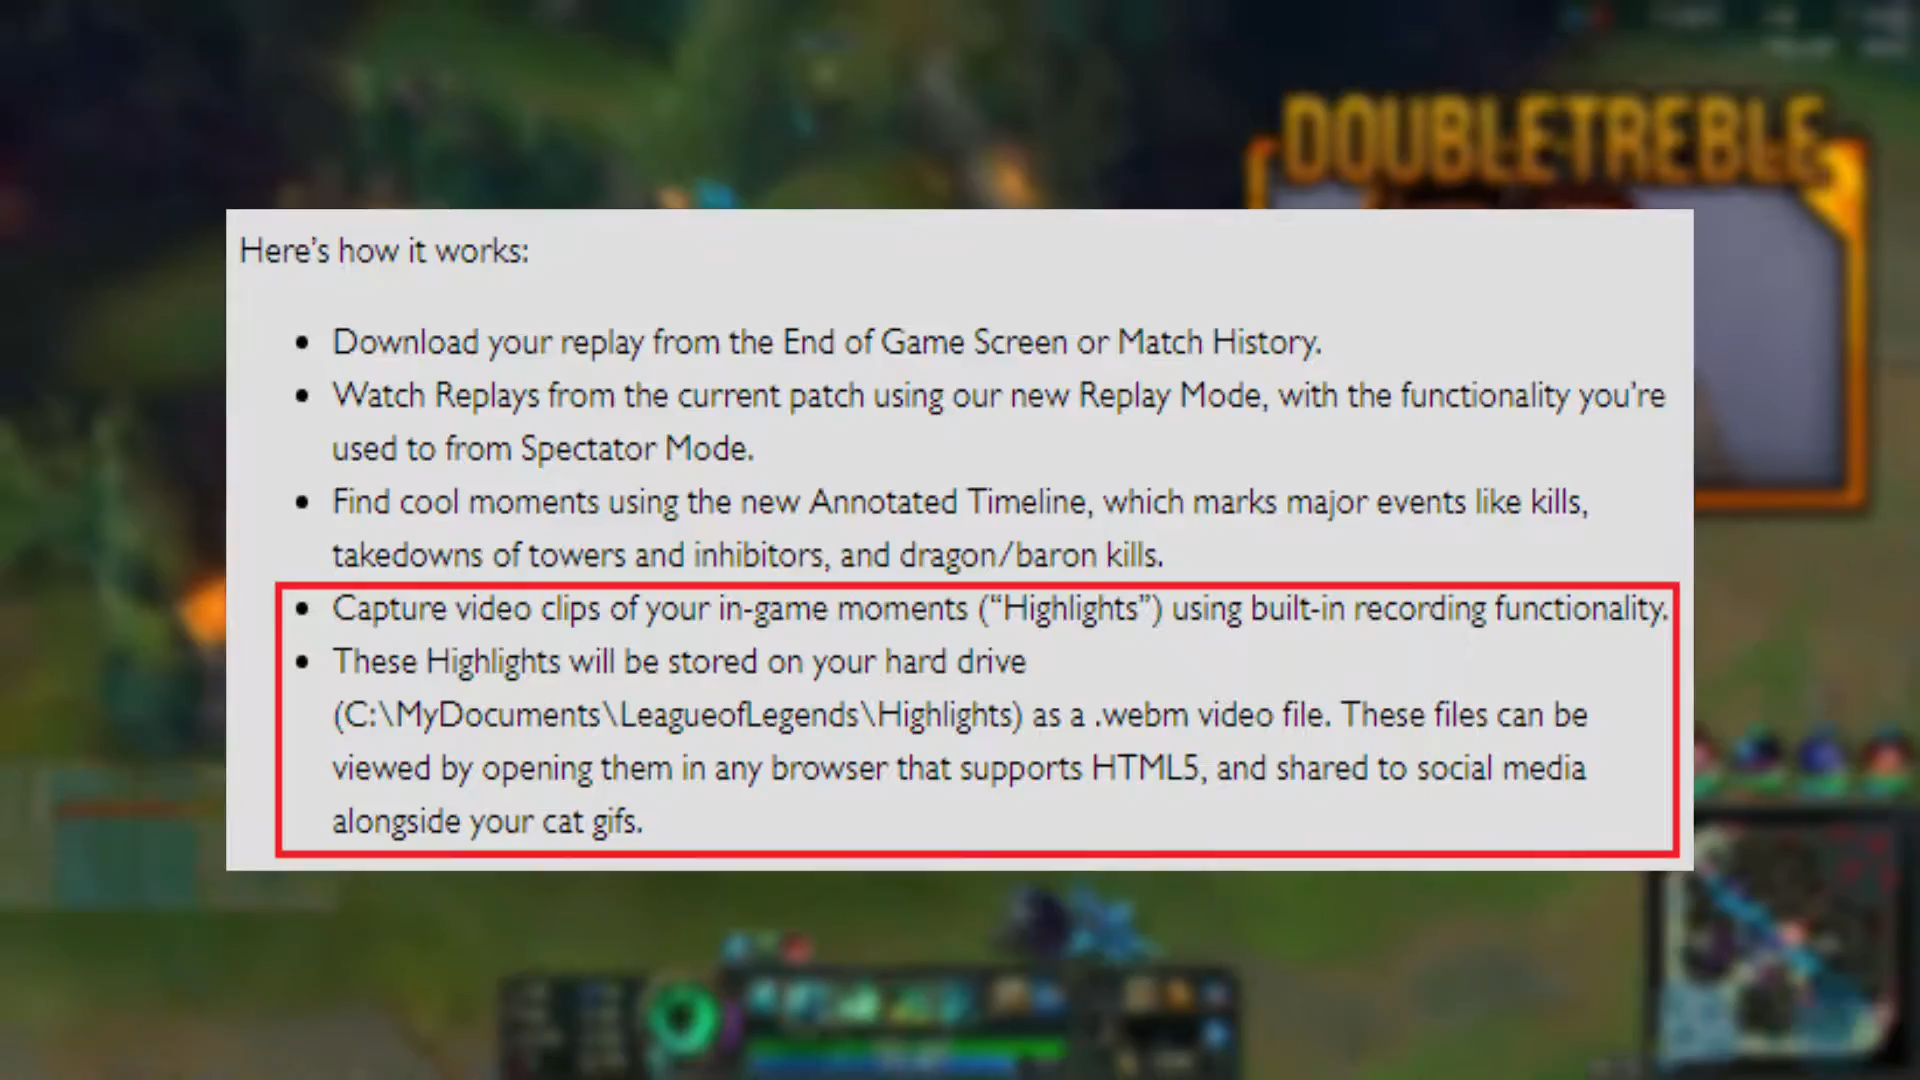 DOUBLETREBLE
Here’s how it works:
• Download your replay from the End of Game Screen or Match History.
• Watch Replays from the current patch using our new Replay Mode, with the functionality you’re
used to from Spectator Mode.
• Find cool moments using the new Annotated Timeline, which marks major events like kills,
takedowns of towers and inhibitors, and dragon/baron kills.
• Capture video clips of your in-game moments (“Highlights”) using built-in recording functionality.
• These Highlights will be stored on your hard drive
(C:\MyDocuments\LeagueofLegends\Highlights) as a .webm video file. These files can be
viewed by opening them in any browser that supports HTML5, and shared to social media
alongside your cat gifs.